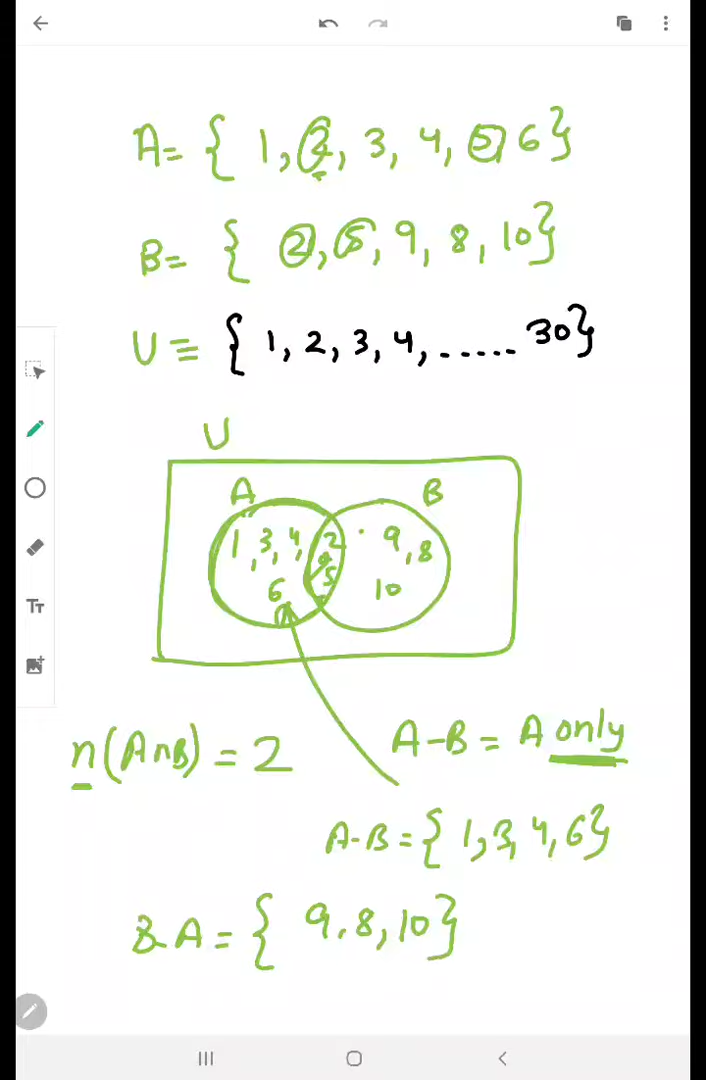 A = { 1, 2, 3, 4, 5, 6}
B = { 2, 5, 9, 8, 10}
U ≡ { 1, 2, 3, 4, ...... 30}
U
A B
1, 3, 4, 2 9, 8
6 5 10
n(A∩B) = 2
A-B = A only
A-B = { 1, 3, 4, 6}
A = { 9, 8, 10}
Tт